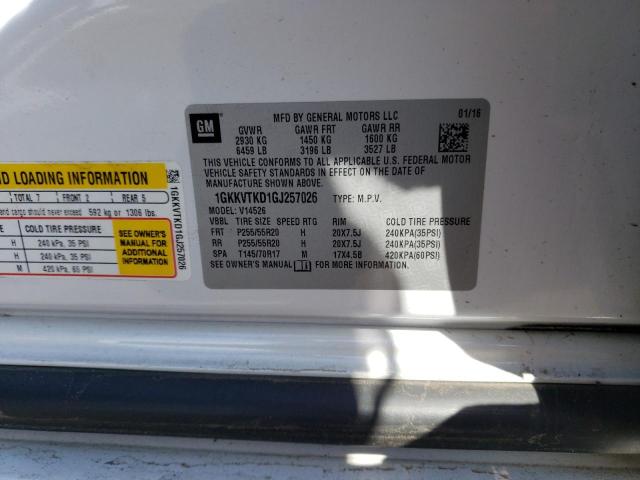 GM
MFD BY GENERAL MOTORS LLC 01/16
GVWR GAWR FRT GAWR RR
2930 KG 1450 KG 1600 KG
6459 LB 3196 LB 3527 LB
THIS VEHICLE CONFORMS TO ALL APPLICABLE U.S. FEDERAL MOTOR
VEHICLE SAFETY STANDARDS IN EFFECT ON THE DATE OF
MANUFACTURE SHOWN ABOVE.
1GKKVTKD1GJ257026 TYPE: M.P.V.
MODEL: V14526
VBBL TIRE SIZE SPEED RTG RIM COLD TIRE PRESSURE
FRT P255/55R20 H 20X7.5J 240KPA(35PSI)
RR P255/55R20 H 20X7.5J 240KPA(35PSI)
SPA T145/70R17 M 17X4.5B 420KPA(60PSI)
SEE OWNER'S MANUAL FOR MORE INFORMATION.
ND LOADING INFORMATION
TOTAL 7 FRONT 2 REAR 5
and cargo should never exceed 592 kg or 1306 lbs.
COLD TIRE PRESSURE
H 240 kPa, 35 PSI
H 240 kPa, 35 PSI
M 420 kPa, 60 PSI
SEE OWNER'S
MANUAL FOR
ADDITIONAL
INFORMATION
1GKKVTKD1GJ257026